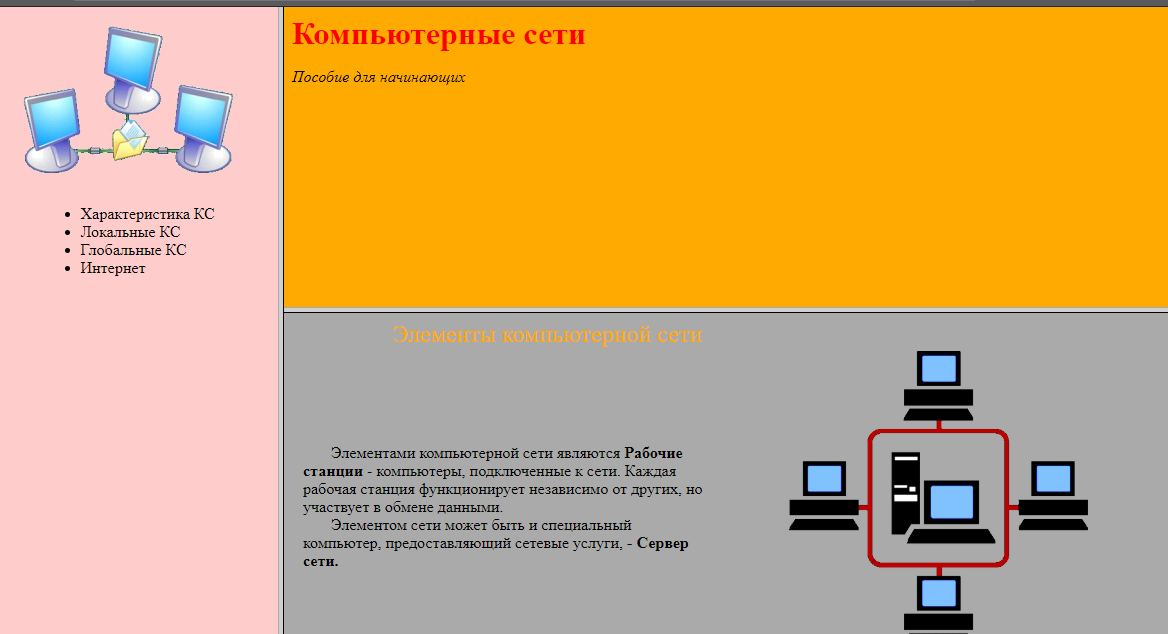 Компьютерные сети
Пособие для начинающих
Характеристика КС
Локальные КС
Глобальные КС
Интернет
Элементы компьютерной сети
Элементами компьютерной сети являются Рабочие
станции - компьютеры, подключенные к сети. Каждая
рабочая станция функционирует независимо от других, но
участвует в обмене данными.
Элементом сети может быть и специальный
компьютер, предоставляющий сетевые услуги, - Сервер
сети.